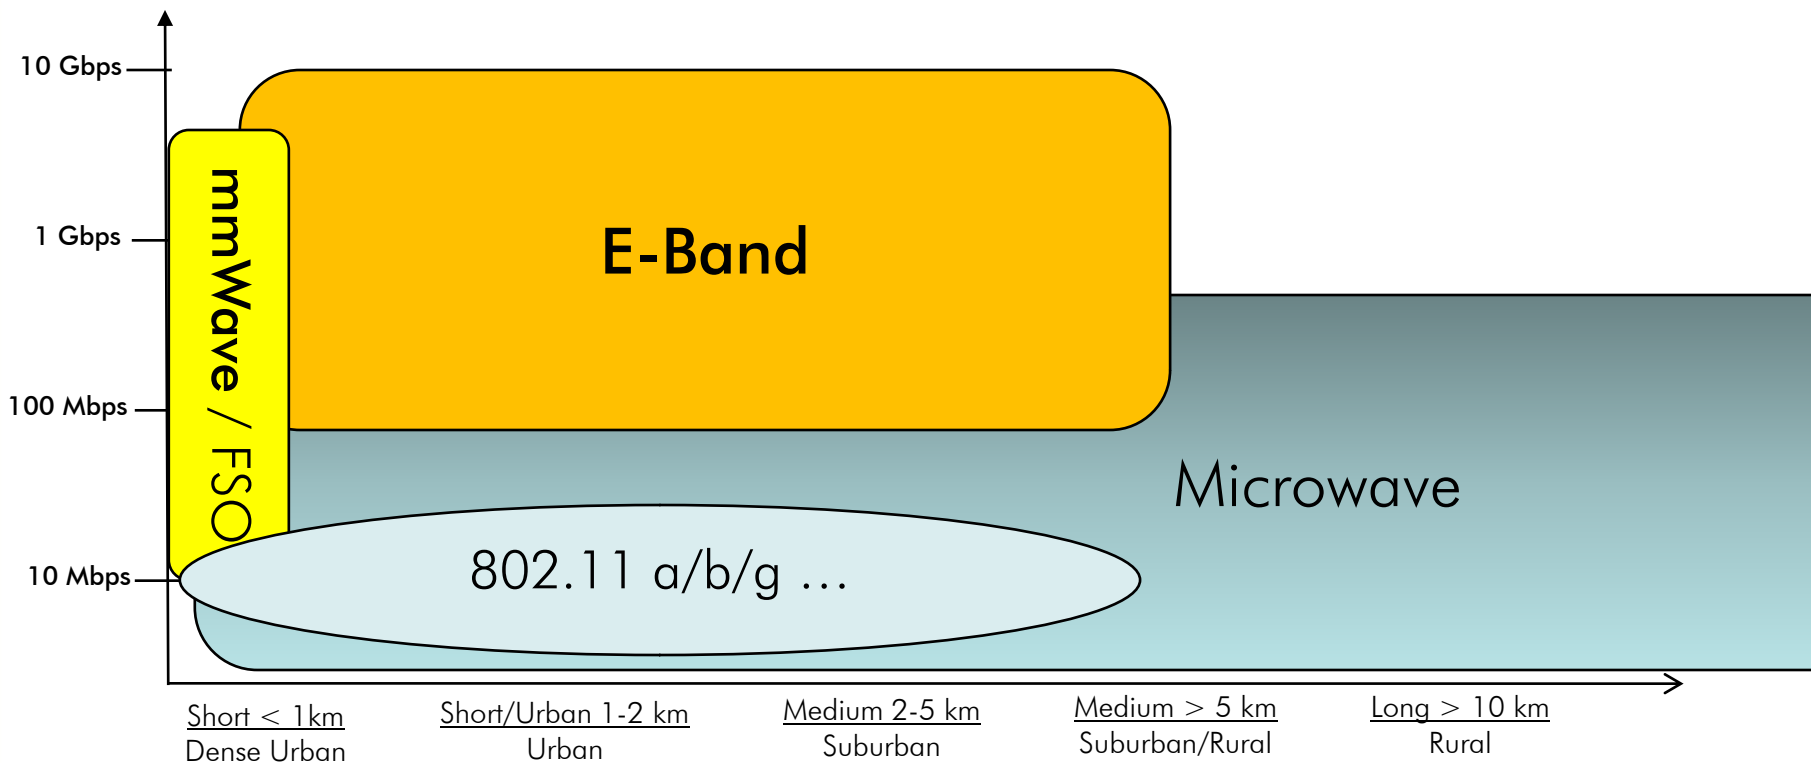 10 Gbps
1 Gbps
100 Mbps
10 Mbps
mmWave / FSO
E-Band
Microwave
802.11 a/b/g ...
Short < 1km
Dense Urban
Short/Urban 1-2 km
Urban
Medium 2-5 km
Suburban
Medium > 5 km
Suburban/Rural
Long > 10 km
Rural